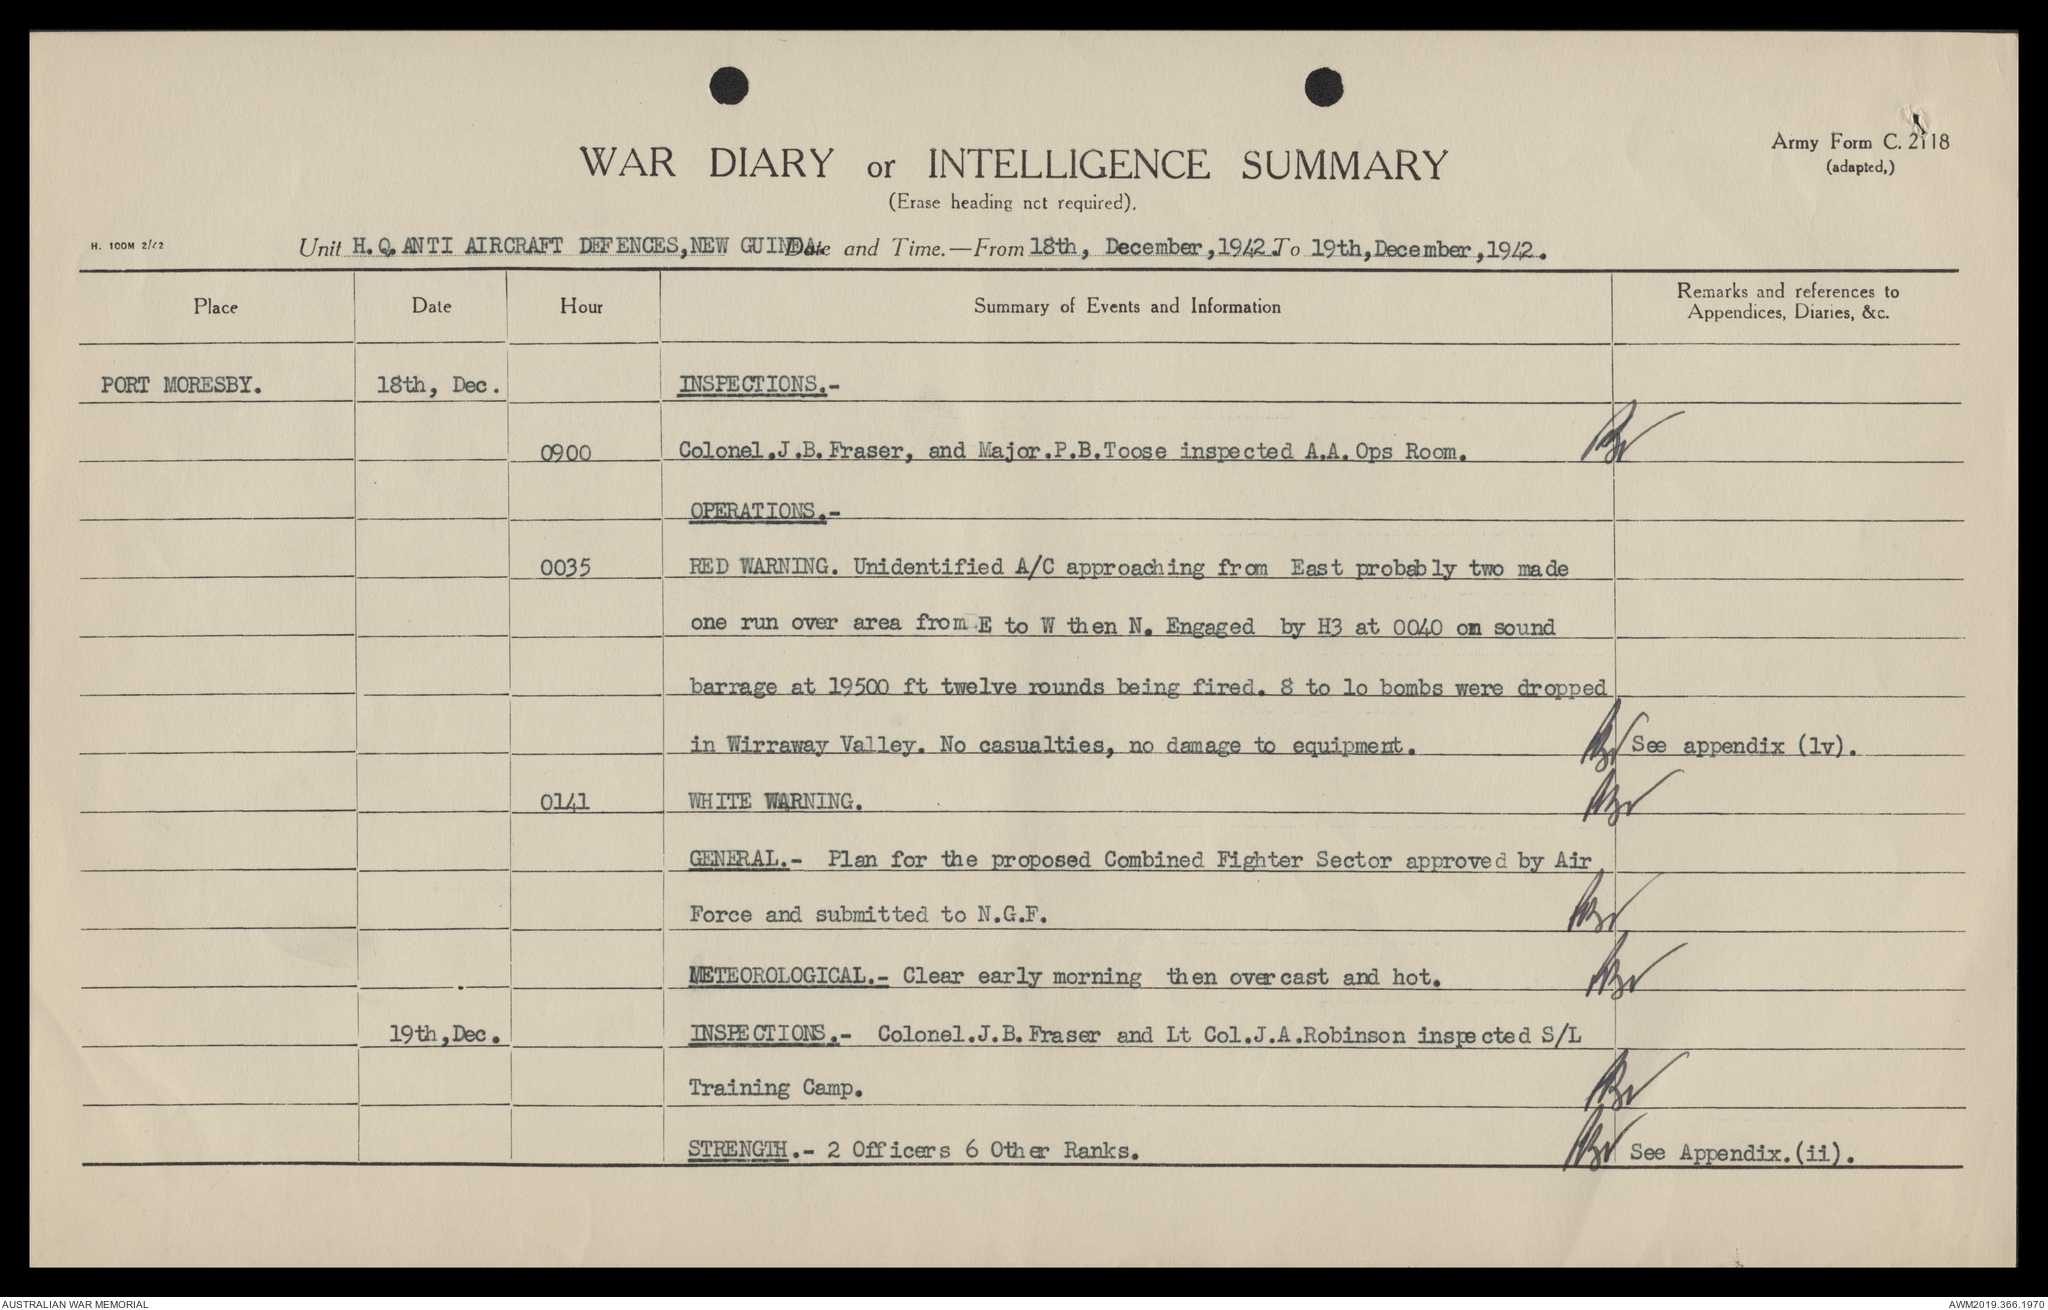 Army Form C. 2118
(adapted,)
WAR DIARY or INTELLIGENCE SUMMARY
(Erase heading not required).
H. 100M 2/42
Unit H.Q. ANTI AIRCRAFT DEFENCES,NEW GUINEA. Date and Time.—From 18th, December,1942. To 19th,December,1942.
Place Date Hour Summary of Events and Information Remarks and references to
Appendices, Diaries, &c.
PORT MORESBY. 18th, Dec. INSPECTIONS.-
0900 Colonel.J.B.Fraser, and Major.P.B.Toose inspected A.A. Ops Room.
OPERATIONS.-
0035 RED WARNING. Unidentified A/C approaching from East probably two made
one run over area from E to W then N. Engaged by H3 at 0040 on sound
barrage at 19500 ft twelve rounds being fired. 8 to 1o bombs were dropped
in Wirraway Valley. No casualties, no damage to equipment. See appendix (lv).
0141 WHITE WARNING.
GENERAL.- Plan for the proposed Combined Fighter Sector approved by Air
Force and submitted to N.G.F.
METEOROLOGICAL.- Clear early morning then overcast and hot.
19th,Dec. INSPECTIONS.- Colonel.J.B.Fraser and Lt Col.J.A.Robinson inspected S/L
Training Camp.
STRENGTH.- 2 Officers 6 Other Ranks. See Appendix.(ii).
AUSTRALIAN WAR MEMORIAL AWM2019.366.1970